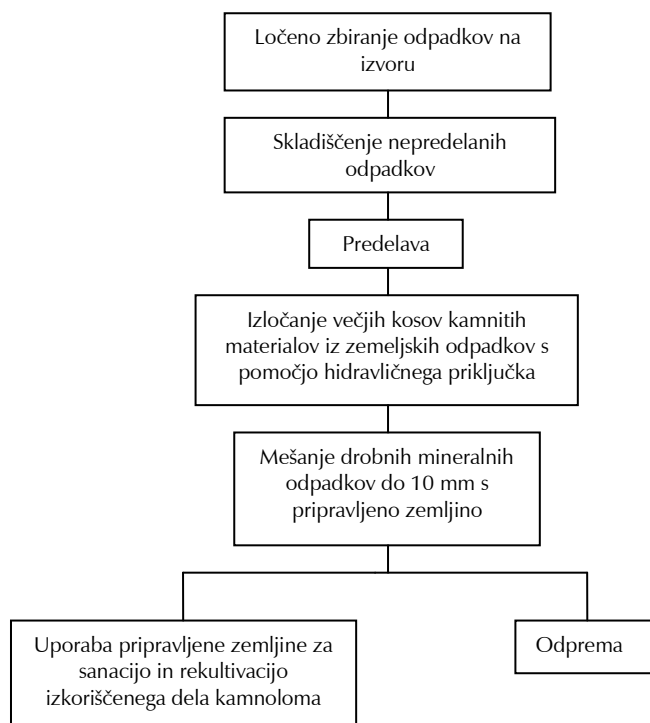 Ločeno zbiranje odpadkov na
izvoru
Skladiščenje nepredelanih
odpadkov
Predelava
Izločanje večjih kosov kamnitih
materialov iz zemeljskih odpadkov s
pomočjo hidravličnega priključka
Mešanje drobnih mineralnih
odpadkov do 10 mm s
pripravljeno zemljino
Uporaba pripravljene zemljine za
sanacijo in rekultivacijo
izkoriščenega dela kamnoloma
Odprema